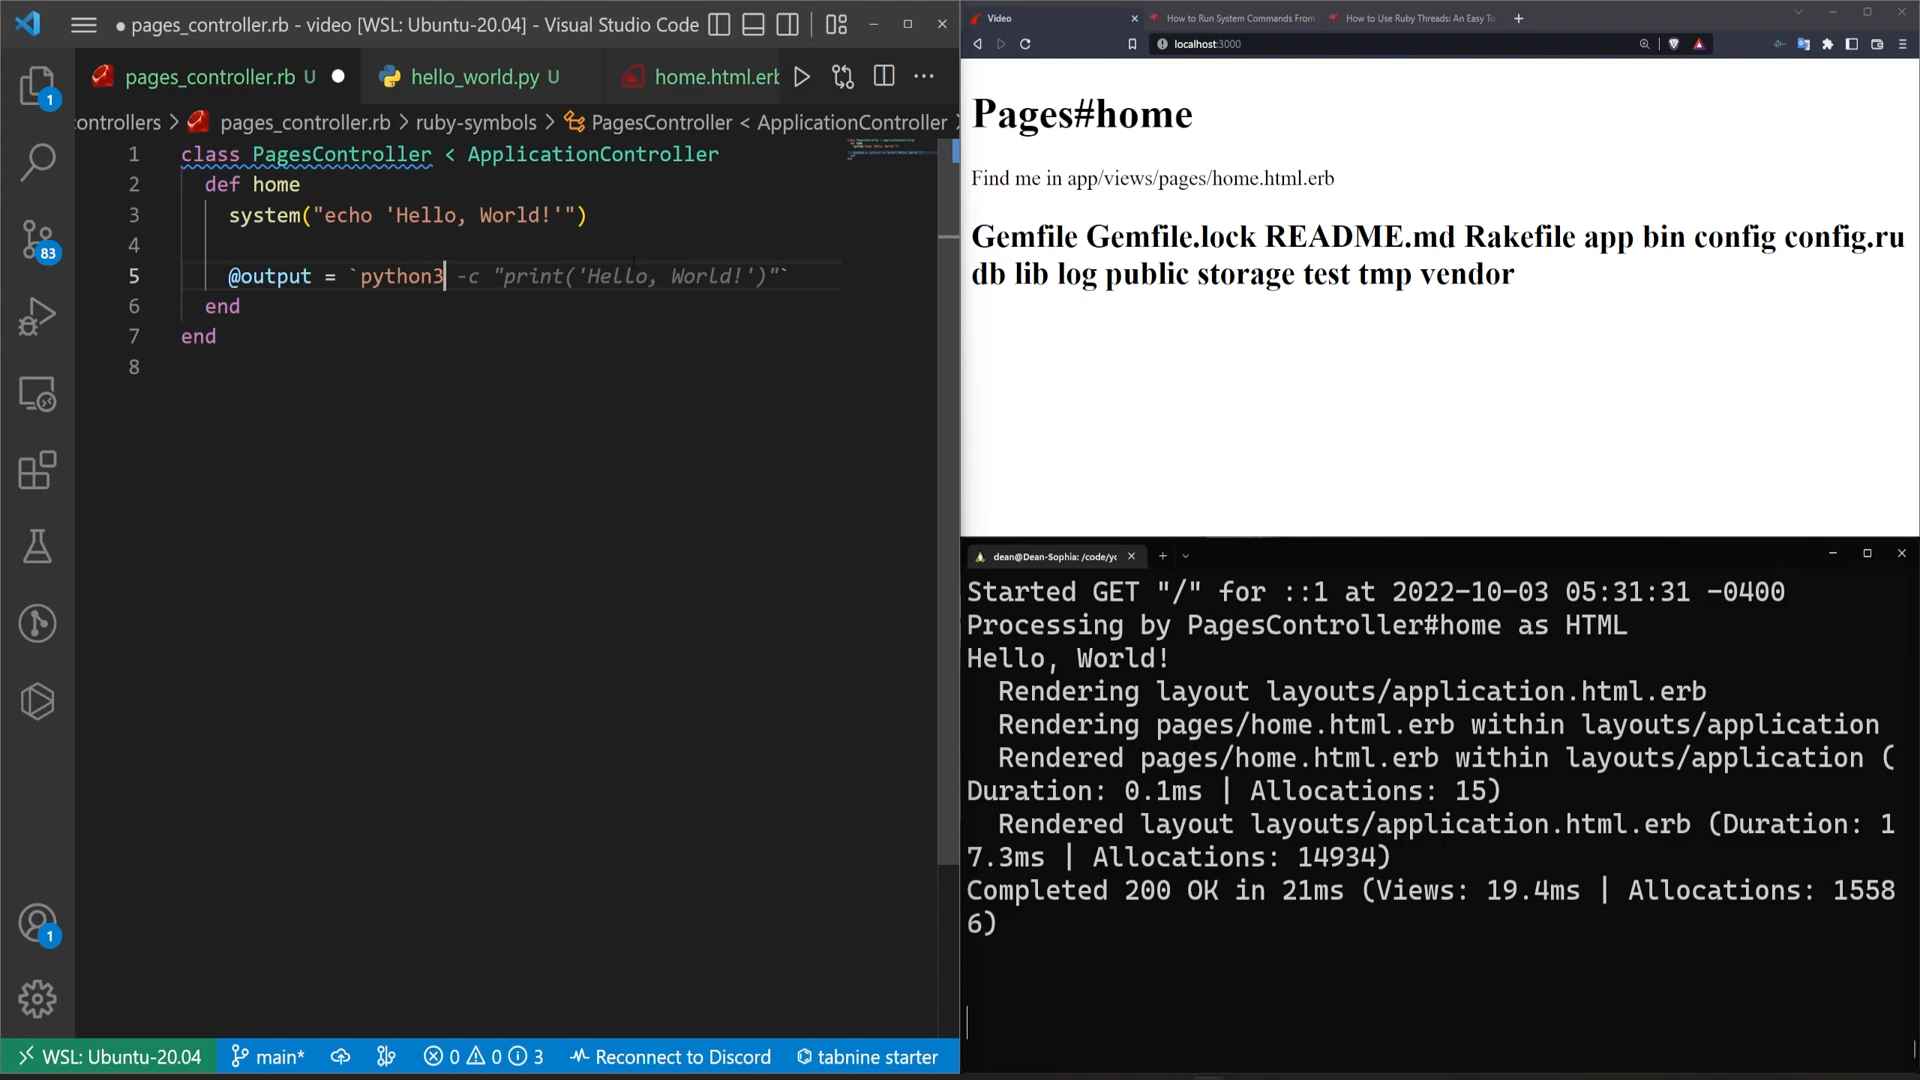 ● pages_controller.rb - video [WSL: Ubuntu-20.04] - Visual Studio Code
pages_controller.rb U
hello_world.py U
home.html.erb
ontrollers > pages_controller.rb > ruby-symbols > PagesController < ApplicationController >
1 class PagesController < ApplicationController
2 def home
3 system("echo 'Hello, World!'")
4
5 @output = `python3 -c "print('Hello, World!')"`
6 end
7 end
8
1
83
1
WSL: Ubuntu-20.04
main*
0 0 3
Reconnect to Discord
tabnine starter
Video
How to Run System Commands From
How to Use Ruby Threads: An Easy To
localhost:3000
Pages#home
Find me in app/views/pages/home.html.erb
Gemfile Gemfile.lock README.md Rakefile app bin config config.ru
db lib log public storage test tmp vendor
dean@Dean-Sophia: /code/yc
Started GET "/" for ::1 at 2022-10-03 05:31:31 -0400
Processing by PagesController#home as HTML
Hello, World!
Rendering layout layouts/application.html.erb
Rendering pages/home.html.erb within layouts/application
Rendered pages/home.html.erb within layouts/application (
Duration: 0.1ms | Allocations: 15)
Rendered layout layouts/application.html.erb (Duration: 1
7.3ms | Allocations: 14934)
Completed 200 OK in 21ms (Views: 19.4ms | Allocations: 1558
6)